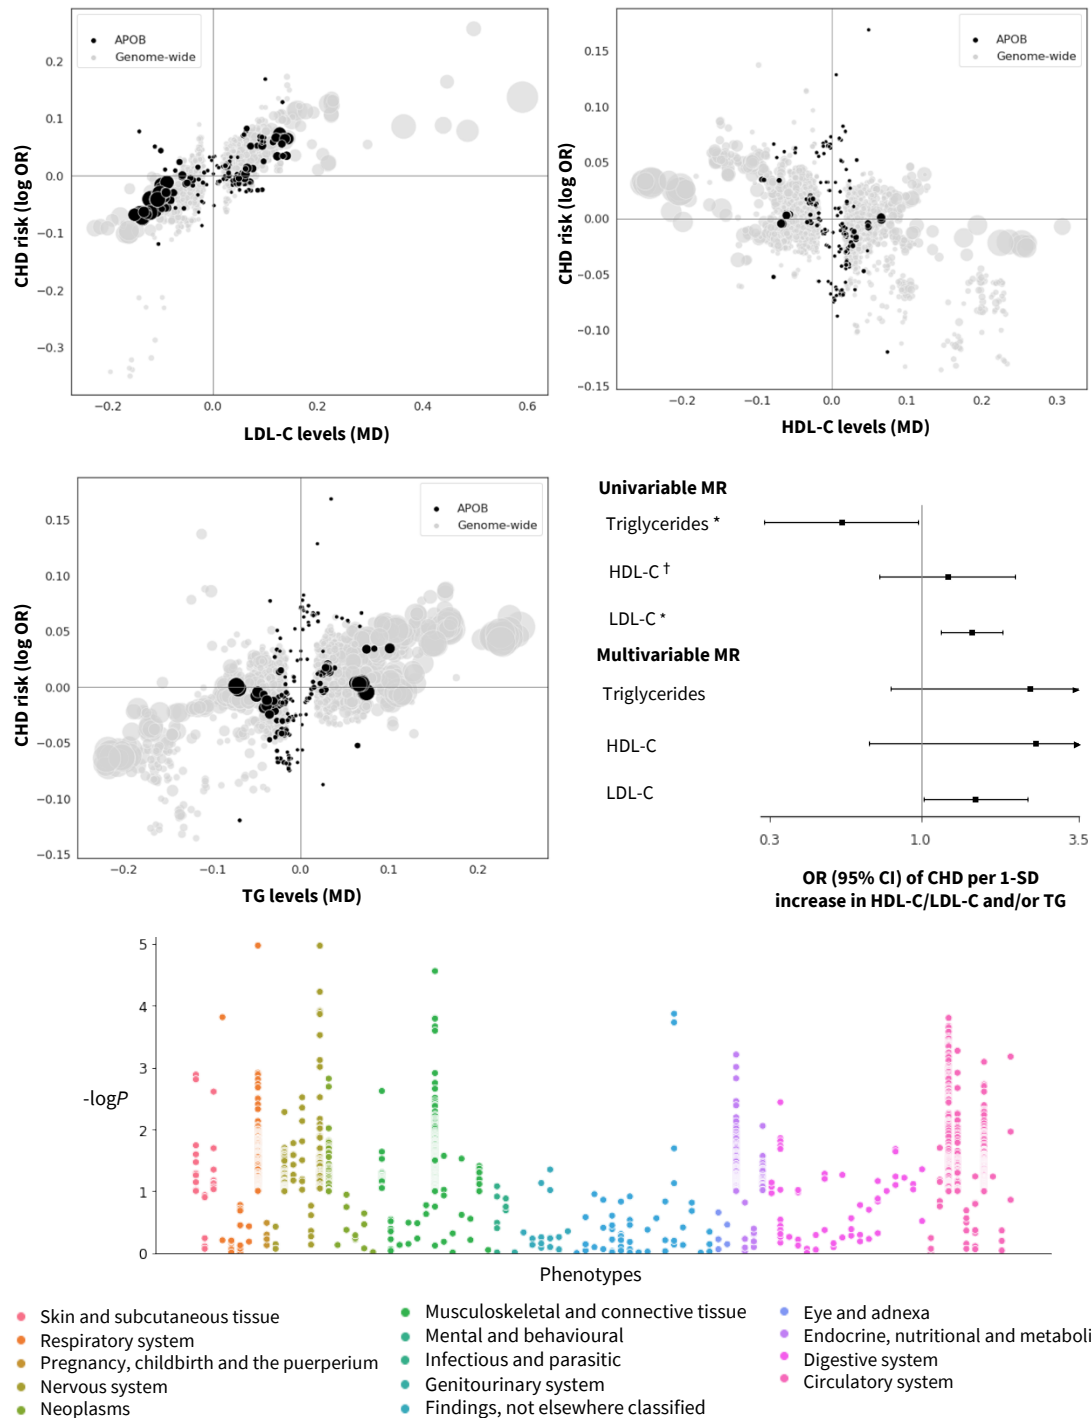 APOB
Genome-wide
0.2
0.1
0.0
−0.1
−0.2
−0.3
CHD risk (log OR)
−0.2
0.0
0.2
0.4
0.6
LDL-C levels (MD)
APOB
Genome-wide
0.15
0.10
0.05
0.00
−0.05
−0.10
−0.15
CHD risk (log OR)
−0.2
−0.1
0.0
0.1
0.2
0.3
HDL-C levels (MD)
APOB
Genome-wide
0.15
0.10
0.05
0.00
−0.05
−0.10
−0.15
CHD risk (log OR)
−0.2
−0.1
0.0
0.1
0.2
TG levels (MD)
Univariable MR
Triglycerides *
HDL-C †
LDL-C *
Multivariable MR
Triglycerides
HDL-C
LDL-C
0.3
1.0
3.5
OR (95% CI) of CHD per 1-SD
increase in HDL-C/LDL-C and/or TG
5
4
3
2
1
0
-logP
Phenotypes
Skin and subcutaneous tissue
Respiratory system
Pregnancy, childbirth and the puerperium
Nervous system
Neoplasms
Musculoskeletal and connective tissue
Mental and behavioural
Infectious and parasitic
Genitourinary system
Findings, not elsewhere classified
Eye and adnexa
Endocrine, nutritional and metaboli
Digestive system
Circulatory system